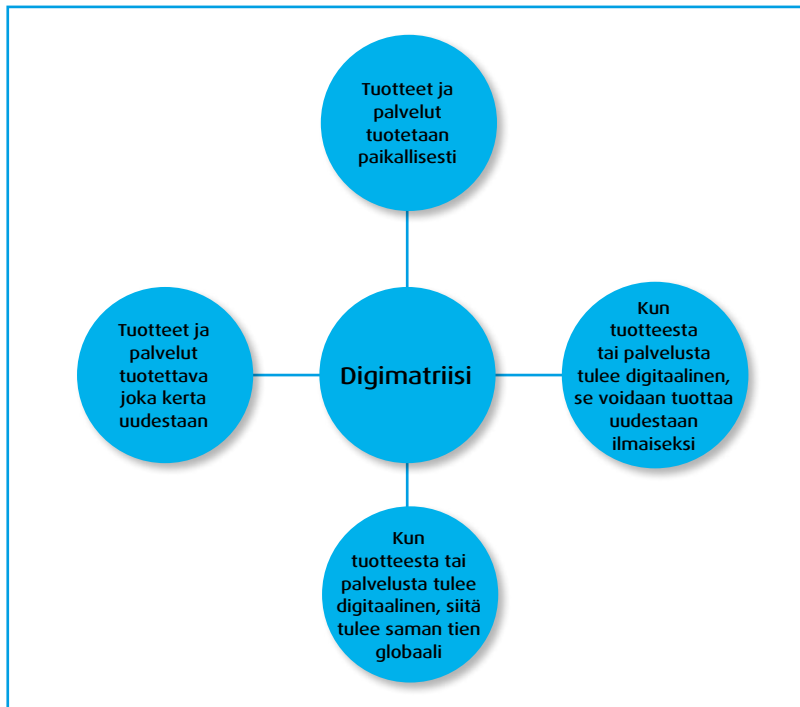 Tuotteet ja
palvelut
tuotetaan
paikallisesti
Tuotteet ja
palvelut
tuotettava
joka kerta
uudestaan
Digimatriisi
Kun
tuotteesta
tai palvelusta
tulee digitaalinen,
se voidaan tuottaa
uudestaan
ilmaiseksi
Kun
tuotteesta tai
palvelusta tulee
digitaalinen, siitä
tulee saman tien
globaali